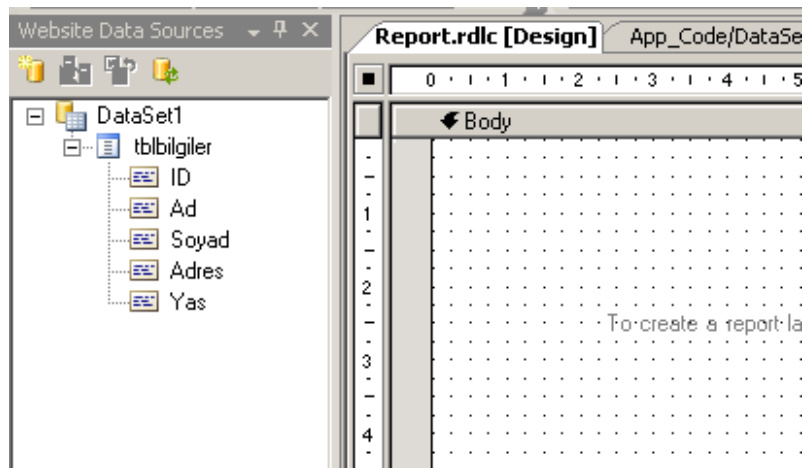 Website Data Sources
Report.rdlc [Design]
App_Code/DataSe
0 1 2 3 4 5
DataSet1
Body
tblbilgiler
ID
Ad
1
Soyad
Adres
2
Yas
To create a report la
3
4